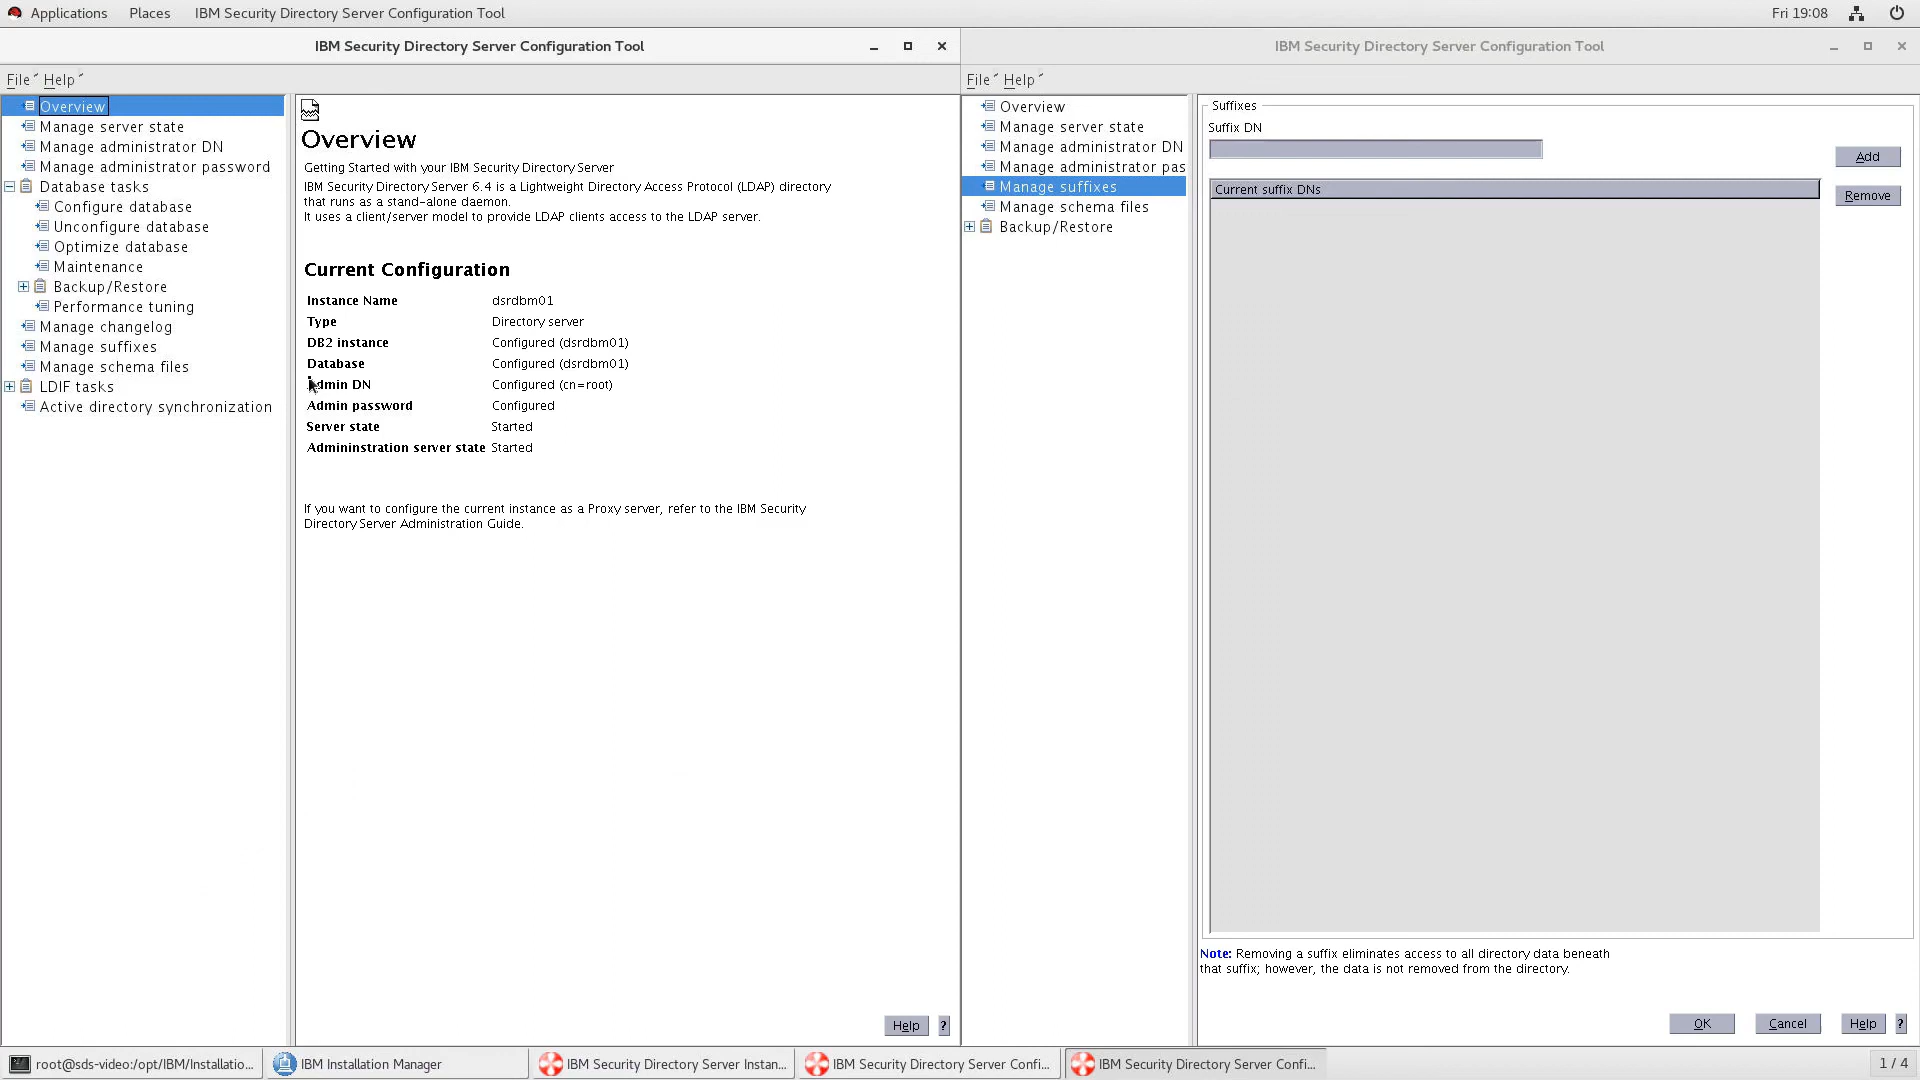 Applications Places IBM Security Directory Server Configuration Tool Fri 19:08
IBM Security Directory Server Configuration Tool
File Help
Overview
Manage server state
Manage administrator DN
Manage administrator password
Database tasks
Configure database
Unconfigure database
Optimize database
Maintenance
Backup/Restore
Performance tuning
Manage changelog
Manage suffixes
Manage schema files
LDIF tasks
Active directory synchronization
Overview
Getting Started with your IBM Security Directory Server
IBM Security Directory Server 6.4 is a Lightweight Directory Access Protocol (LDAP) directory
that runs as a stand-alone daemon.
It uses a client/server model to provide LDAP clients access to the LDAP server.
Current Configuration
Instance Name dsrdbm01
Type Directory server
DB2 instance Configured (dsrdbm01)
Database Configured (dsrdbm01)
Admin DN Configured (cn=root)
Admin password Configured
Server state Started
Admininstration server state Started
If you want to configure the current instance as a Proxy server, refer to the IBM Security
Directory Server Administration Guide.
Help ?
IBM Security Directory Server Configuration Tool
File Help
Overview
Manage server state
Manage administrator DN
Manage administrator pas
Manage suffixes
Manage schema files
Backup/Restore
Suffixes
Suffix DN
Add
Current suffix DNs
Remove
Note: Removing a suffix eliminates access to all directory data beneath
that suffix; however, the data is not removed from the directory.
OK Cancel Help ?
root@sds-video:/opt/IBM/Installatio... IBM Installation Manager IBM Security Directory Server Instan... IBM Security Directory Server Confi... IBM Security Directory Server Confi... 1 / 4